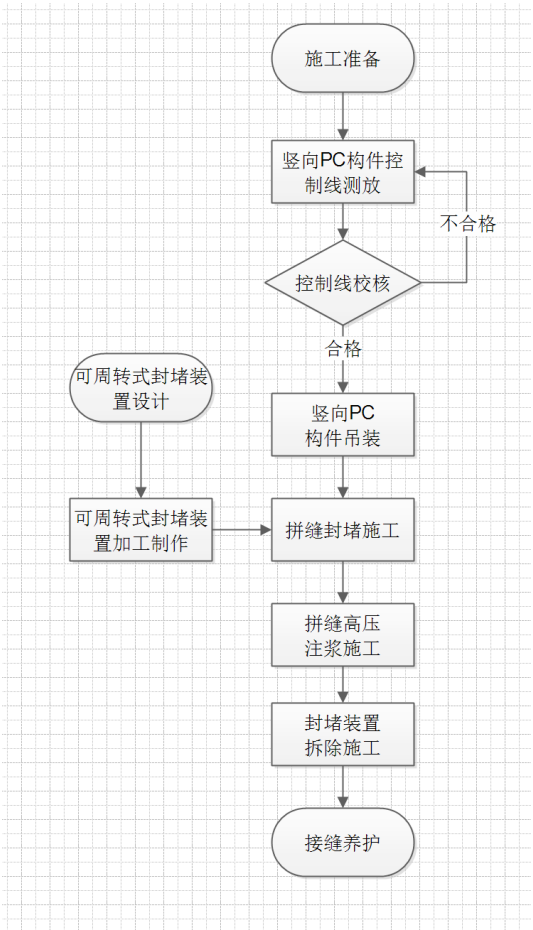 施工准备
竖向PC构件控
制线测放
不合格
控制线校核
合格
可周转式封堵装
置设计
竖向PC
构件吊装
可周转式封堵装
置加工制作
拼缝封堵施工
拼缝高压
注浆施工
封堵装置
拆除施工
接缝养护